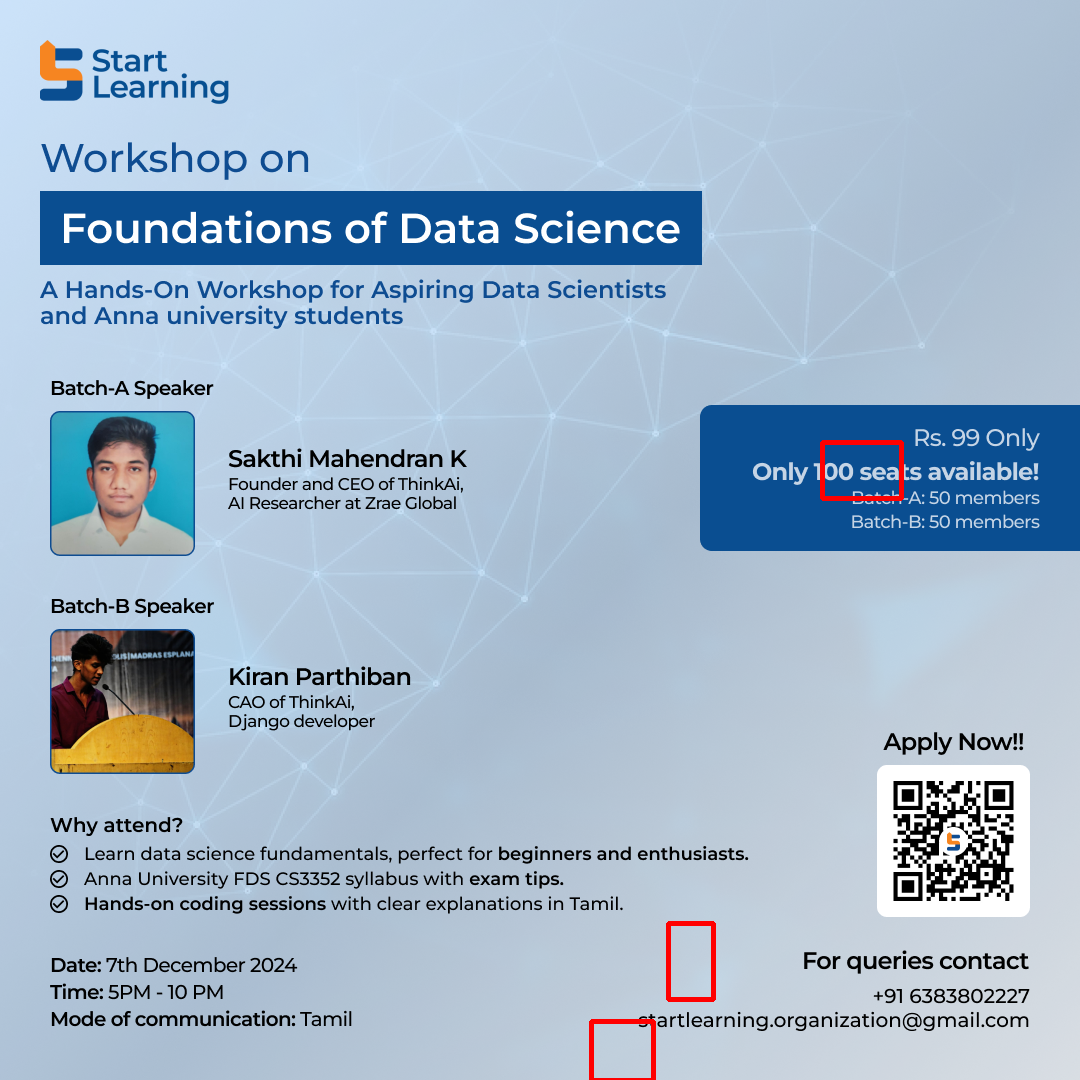 Start
Learning
Workshop on
Foundations of Data Science
A Hands-On Workshop for Aspiring Data Scientists
and Anna university students
Batch-A Speaker
Sakthi Mahendran K
Founder and CEO of ThinkAi,
AI Researcher at Zrae Global
Rs. 99 Only
Only 100 seats available!
Batch-A: 50 members
Batch-B: 50 members
Batch-B Speaker
MADRAS ESPLANA
Kiran Parthiban
CAO of ThinkAi,
Django developer
Apply Now!!
Why attend?
Learn data science fundamentals, perfect for beginners and enthusiasts.
Anna University FDS CS3352 syllabus with exam tips.
Hands-on coding sessions with clear explanations in Tamil.
Date: 7th December 2024
Time: 5PM - 10 PM
Mode of communication: Tamil
For queries contact
+91 6383802227
startlearning.organization@gmail.com